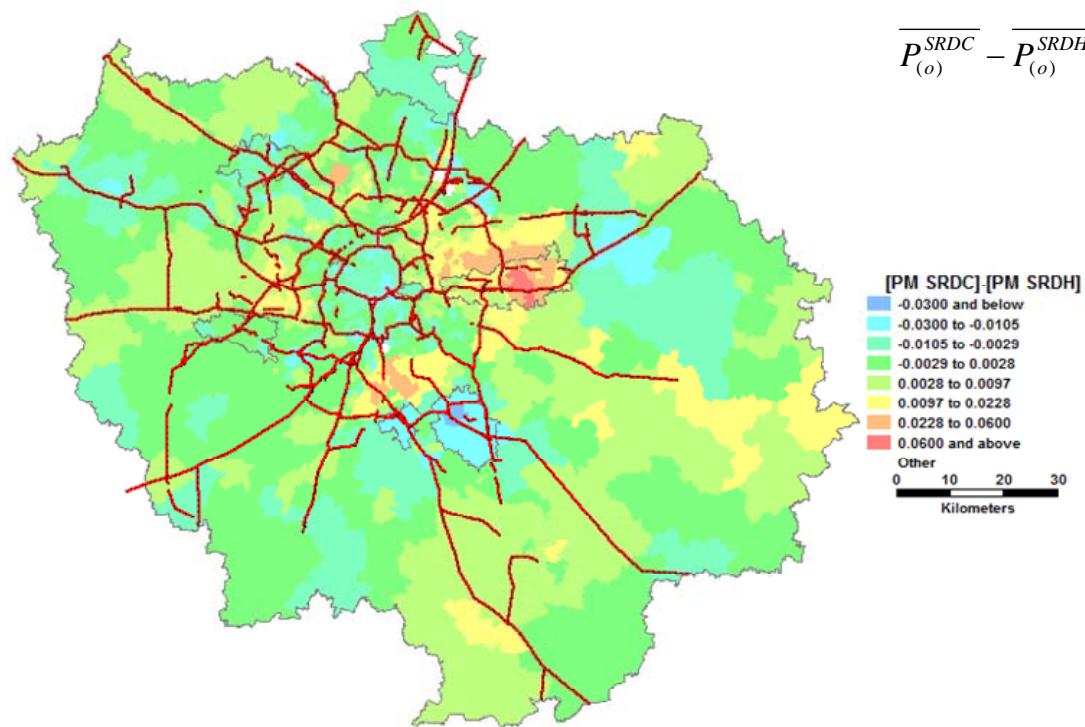 P_{(o)}^{SRDC} − P_{(o)}^{SRDH}
[PM SRDC]-[PM SRDH]
-0.0300 and below
-0.0300 to -0.0105
-0.0105 to -0.0029
-0.0029 to 0.0028
0.0028 to 0.0097
0.0097 to 0.0228
0.0228 to 0.0600
0.0600 and above
Other
0 10 20 30
Kilometers